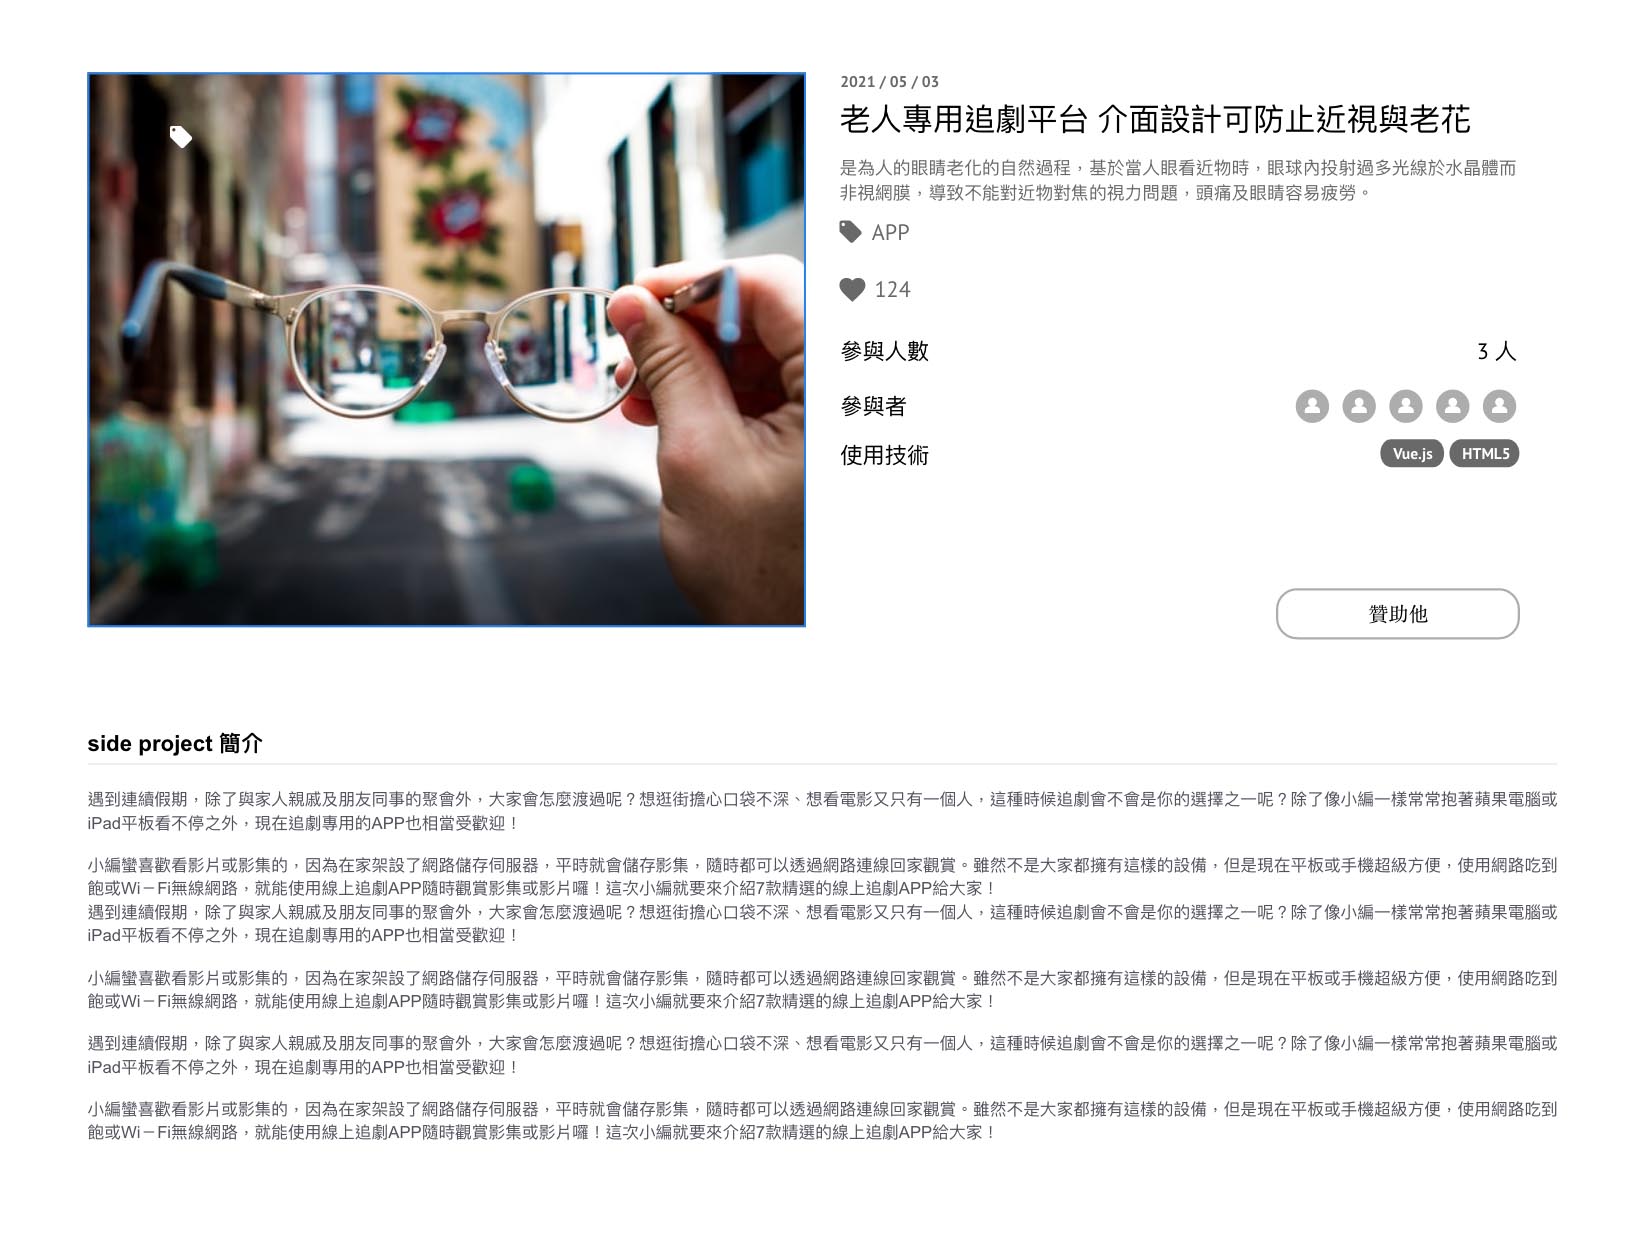 2021 / 05 / 03
老人專用追劇平台 介面設計可防止近視與老花
是為人的眼睛老化的自然過程，基於當人眼看近物時，眼球內投射過多光線於水晶體而
非視網膜，導致不能對近物對焦的視力問題，頭痛及眼睛容易疲勞。
APP
124
參與人數 3 人
參與者
使用技術 Vue.js HTML5
贊助他
side project 簡介
遇到連續假期，除了與家人親戚及朋友同事的聚會外，大家會怎麼渡過呢？想逛街擔心口袋不深、想看電影又只有一個人，這種時候追劇會不會是你的選擇之一呢？除了像小編一樣常常抱著蘋果電腦或
iPad平板看不停之外，現在追劇專用的APP也相當受歡迎！
小編蠻喜歡看影片或影集的，因為在家架設了網路儲存伺服器，平時就會儲存影集，隨時都可以透過網路連線回家觀賞。雖然不是大家都擁有這樣的設備，但是現在平板或手機超級方便，使用網路吃到
飽或Wi－Fi無線網路，就能使用線上追劇APP隨時觀賞影集或影片囉！這次小編就要來介紹7款精選的線上追劇APP給大家！
遇到連續假期，除了與家人親戚及朋友同事的聚會外，大家會怎麼渡過呢？想逛街擔心口袋不深、想看電影又只有一個人，這種時候追劇會不會是你的選擇之一呢？除了像小編一樣常常抱著蘋果電腦或
iPad平板看不停之外，現在追劇專用的APP也相當受歡迎！
小編蠻喜歡看影片或影集的，因為在家架設了網路儲存伺服器，平時就會儲存影集，隨時都可以透過網路連線回家觀賞。雖然不是大家都擁有這樣的設備，但是現在平板或手機超級方便，使用網路吃到
飽或Wi－Fi無線網路，就能使用線上追劇APP隨時觀賞影集或影片囉！這次小編就要來介紹7款精選的線上追劇APP給大家！
遇到連續假期，除了與家人親戚及朋友同事的聚會外，大家會怎麼渡過呢？想逛街擔心口袋不深、想看電影又只有一個人，這種時候追劇會不會是你的選擇之一呢？除了像小編一樣常常抱著蘋果電腦或
iPad平板看不停之外，現在追劇專用的APP也相當受歡迎！
小編蠻喜歡看影片或影集的，因為在家架設了網路儲存伺服器，平時就會儲存影集，隨時都可以透過網路連線回家觀賞。雖然不是大家都擁有這樣的設備，但是現在平板或手機超級方便，使用網路吃到
飽或Wi－Fi無線網路，就能使用線上追劇APP隨時觀賞影集或影片囉！這次小編就要來介紹7款精選的線上追劇APP給大家！